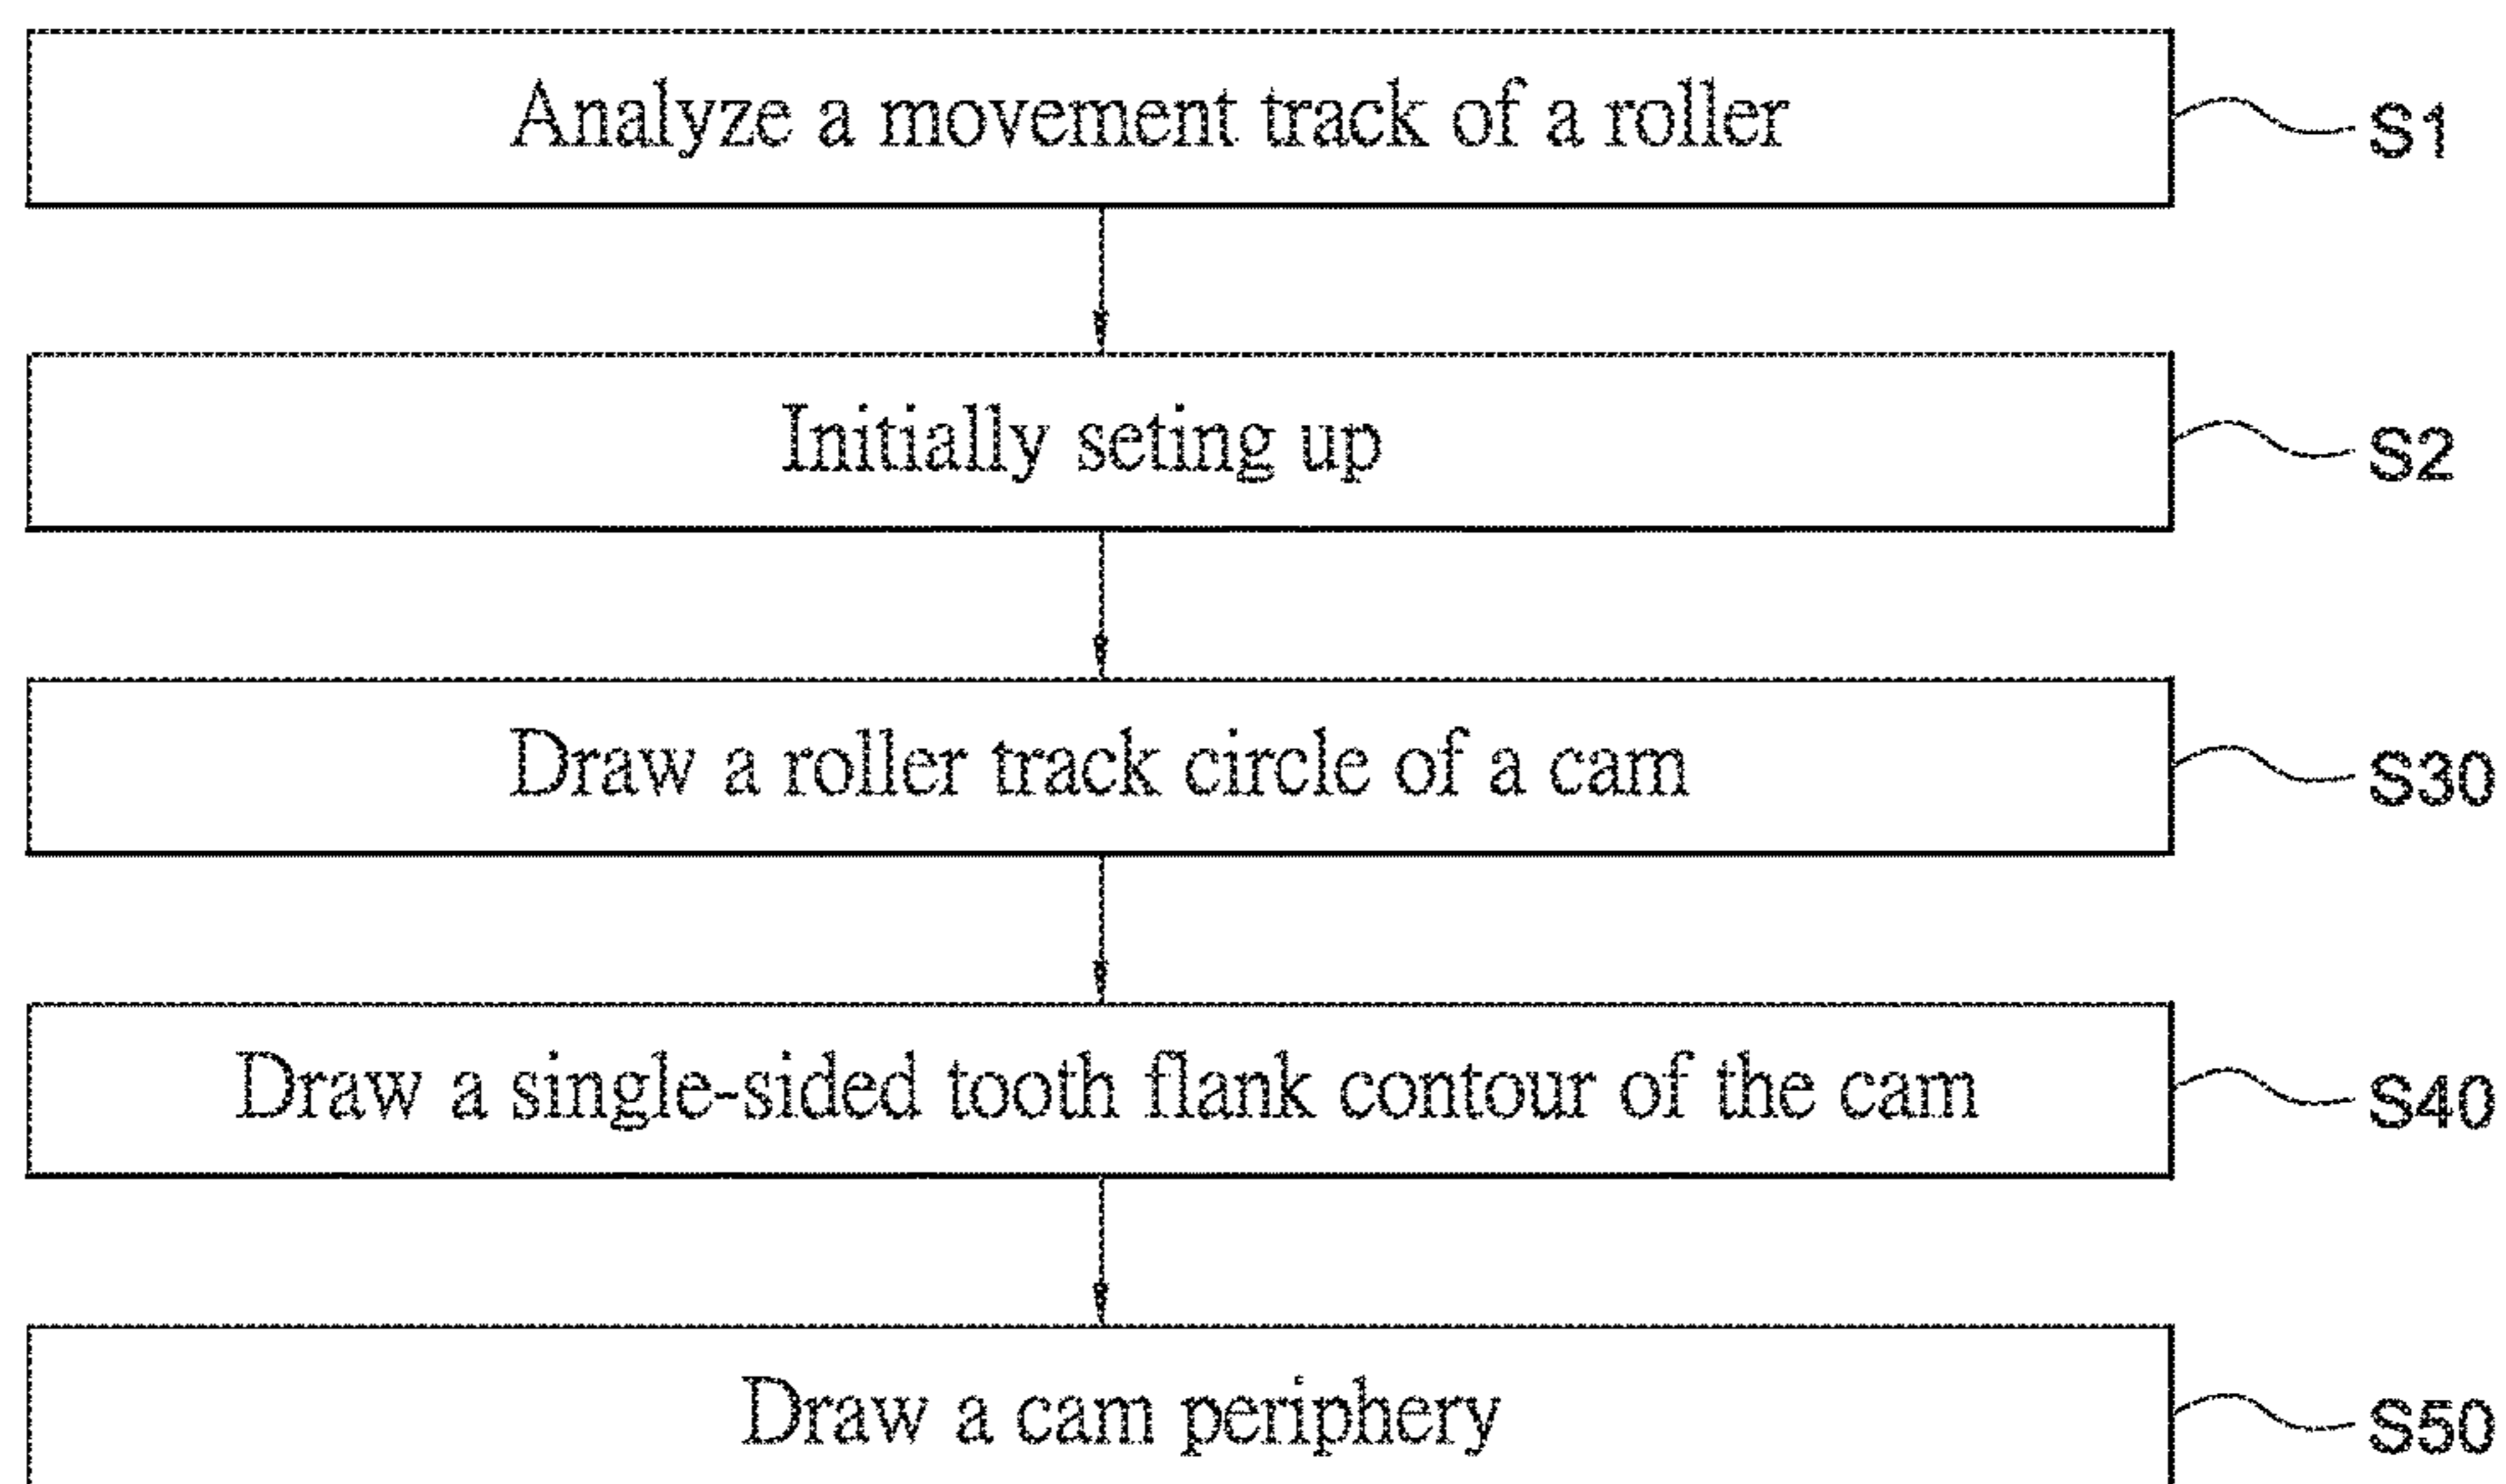 Analyze a movement track of a roller
S1
Initially seting up
S2
Draw a roller track circle of a cam
S30
Draw a single-sided tooth flank contour of the cam
S40
Draw a cam periphery
S50